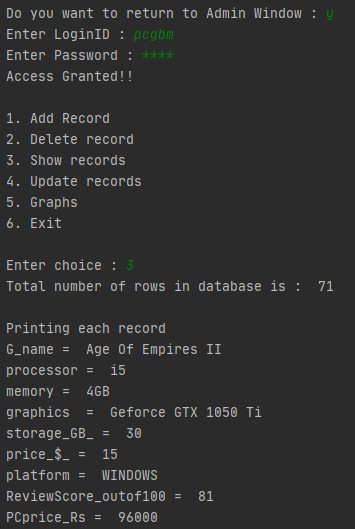 Do you want to return to Admin Window : y
Enter LoginID : pcgbm
Enter Password : ****
Access Granted!!
1. Add Record
2. Delete record
3. Show records
4. Update records
5. Graphs
6. Exit
Enter choice : 3
Total number of rows in database is :  71
Printing each record
G_name =  Age Of Empires II
processor =  i5
memory =  4GB
graphics  =  Geforce GTX 1050 Ti
storage_GB_ =  30
price_$_ =  15
platform =  WINDOWS
ReviewScore_outof100 =  81
PCprice_Rs =  96000